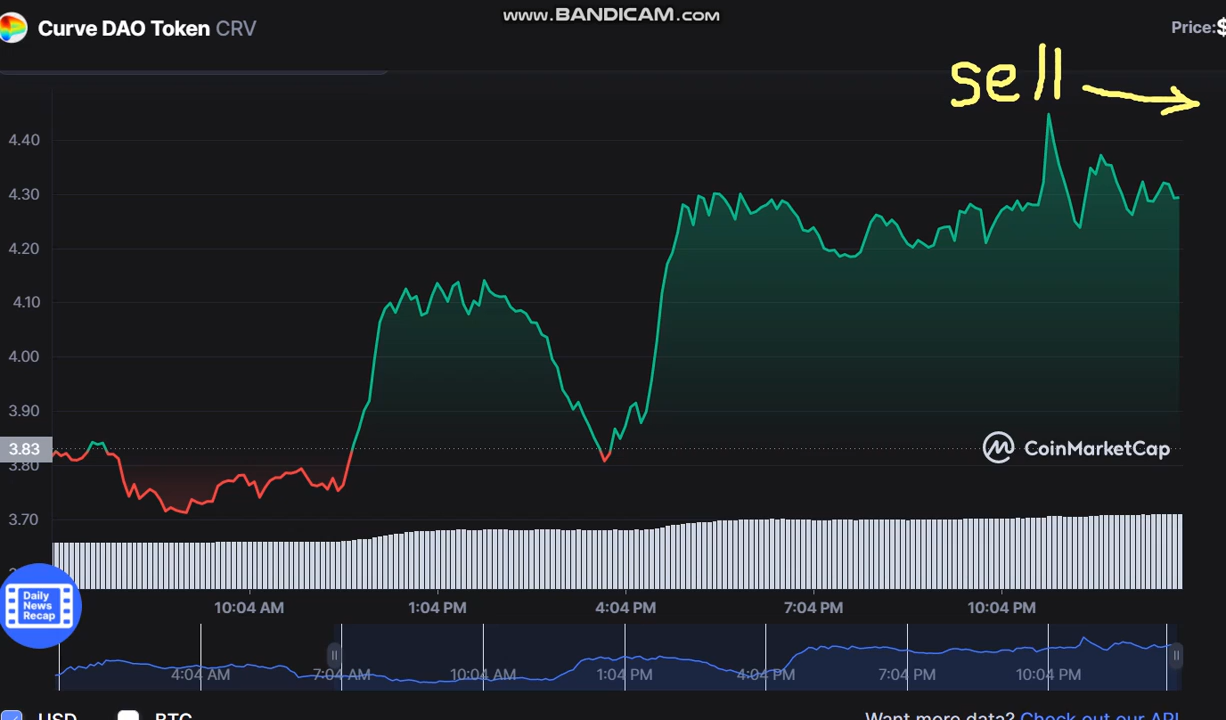 www.BANDICAM.com
Curve DAO Token CRV
Price:$
sell
4.40
4.30
4.20
4.10
4.00
3.90
3.83
3.80
3.70
CoinMarketCap
Daily
News
Recap
10:04 AM 1:04 PM 4:04 PM 7:04 PM 10:04 PM
4:04 AM 7:04 AM 10:04 AM 1:04 PM 4:04 PM 7:04 PM 10:04 PM
USD BTC Want more data? Check out our API